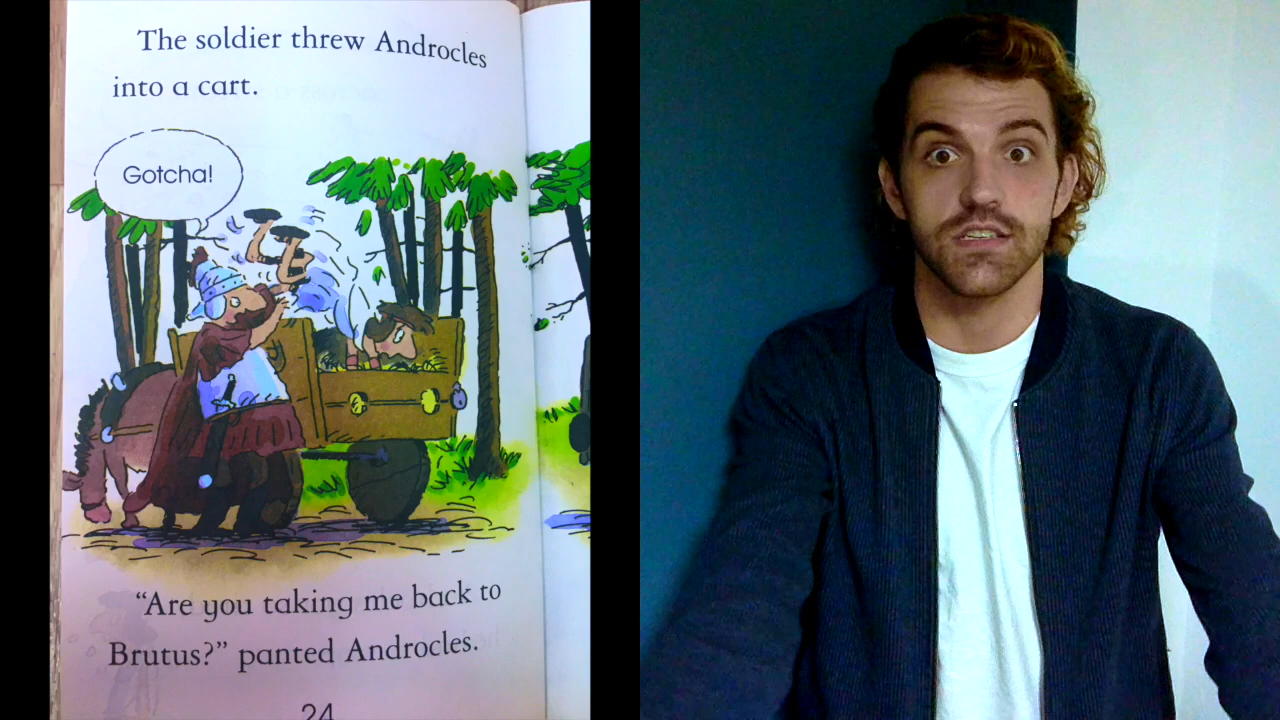 The soldier threw Androcles
into a cart.
Gotcha!
“Are you taking me back to
Brutus?” panted Androcles.
24